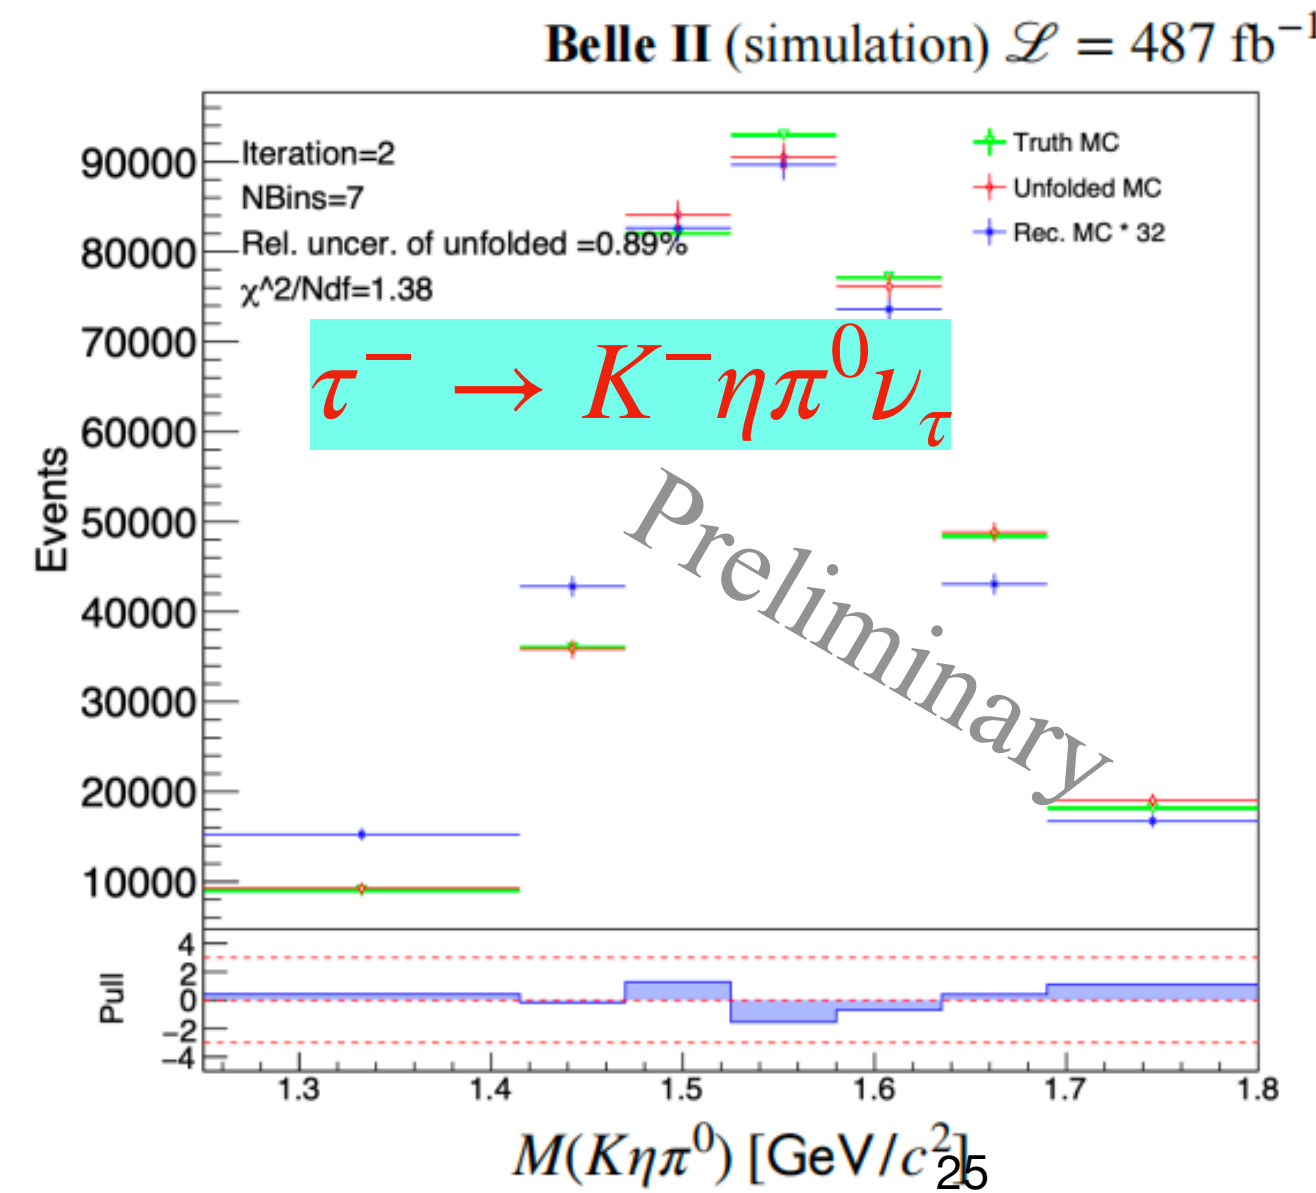 Belle II (simulation) ℒ = 487 fb⁻¹
Iteration=2
NBins=7
Rel. uncer. of unfolded =0.89%
χ^2/Ndf=1.38
Truth MC
Unfolded MC
Rec. MC * 32
τ⁻ → K⁻ηπ⁰ν_τ
Preliminary
Events
90000
80000
70000
60000
50000
40000
30000
20000
10000
Pull
4
2
0
−2
−4
1.3 1.4 1.5 1.6 1.7 1.8
M(Kηπ⁰) [GeV/c²]
25